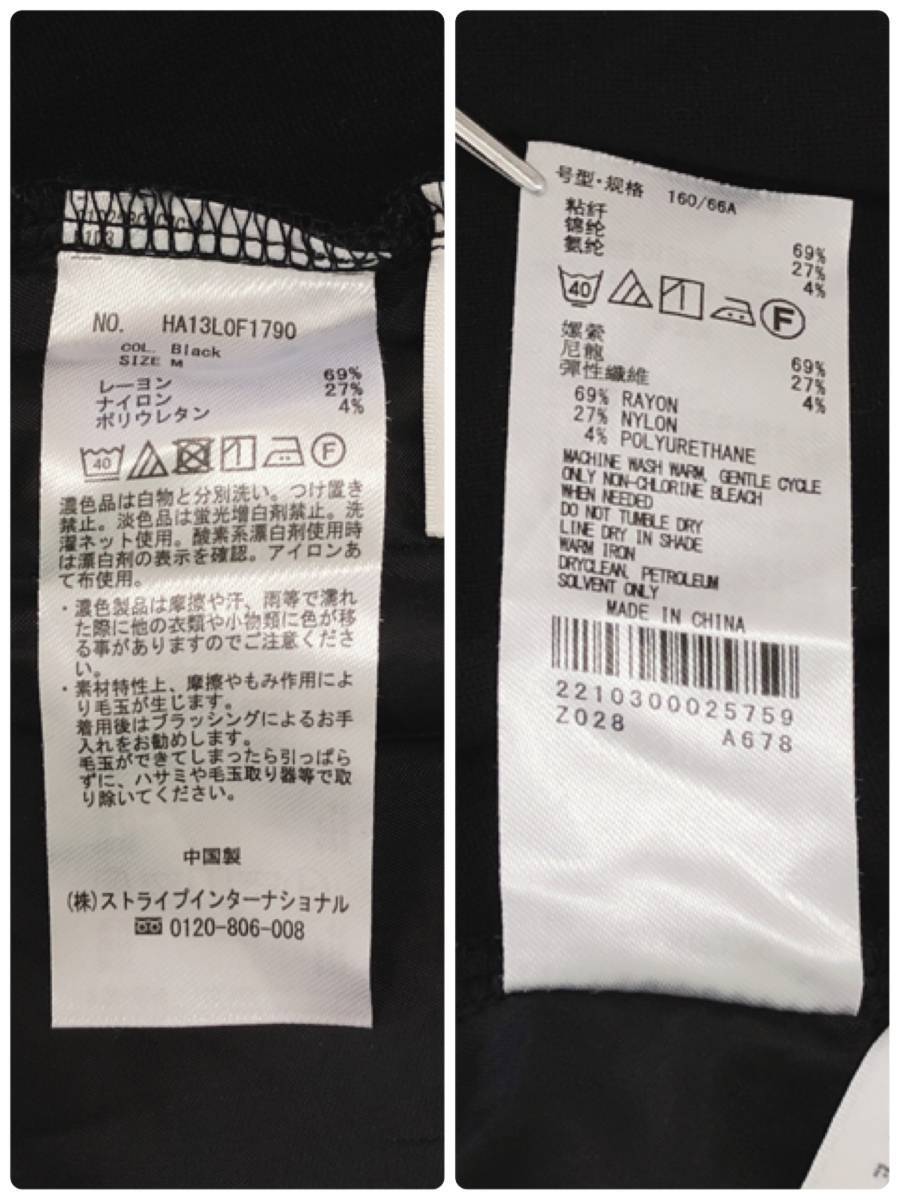 NO. HA13L0F1790
COL. Black
SIZE M
レーヨン 69%
ナイロン 27%
ポリウレタン 4%
40 F
濃色品は白物と分別洗い。つけ置き
禁止。淡色品は蛍光増白剤禁止。洗
濯ネット使用。酸素系漂白剤使用時
は漂白剤の表示を確認。アイロンあ
て布使用。
・濃色製品は摩擦や汗、雨等で濡れ
た際に他の衣類や小物類に色が移
る事がありますのでご注意くださ
い。
・素材特性上、摩擦やもみ作用によ
り毛玉が生じます。
着用後はブラッシングによるお手
入れをお勧めします。
毛玉ができてしまったら引っぱら
ずに、ハサミや毛玉取り器等で取
り除いてください。
中国製
(株)ストライプインターナショナル
0120-806-008
号型·规格 160/66A
粘纤 69%
锦纶 27%
氨纶 4%
40 F
嫘縈 69%
尼龍 27%
彈性纖維 4%
69% RAYON
27% NYLON
4% POLYURETHANE
MACHINE WASH WARM, GENTLE CYCLE
ONLY NON-CHLORINE BLEACH
WHEN NEEDED
DO NOT TUMBLE DRY
LINE DRY IN SHADE
WARM IRON
DRYCLEAN, PETROLEUM
SOLVENT ONLY
MADE IN CHINA
2210300025759
Z028 A678